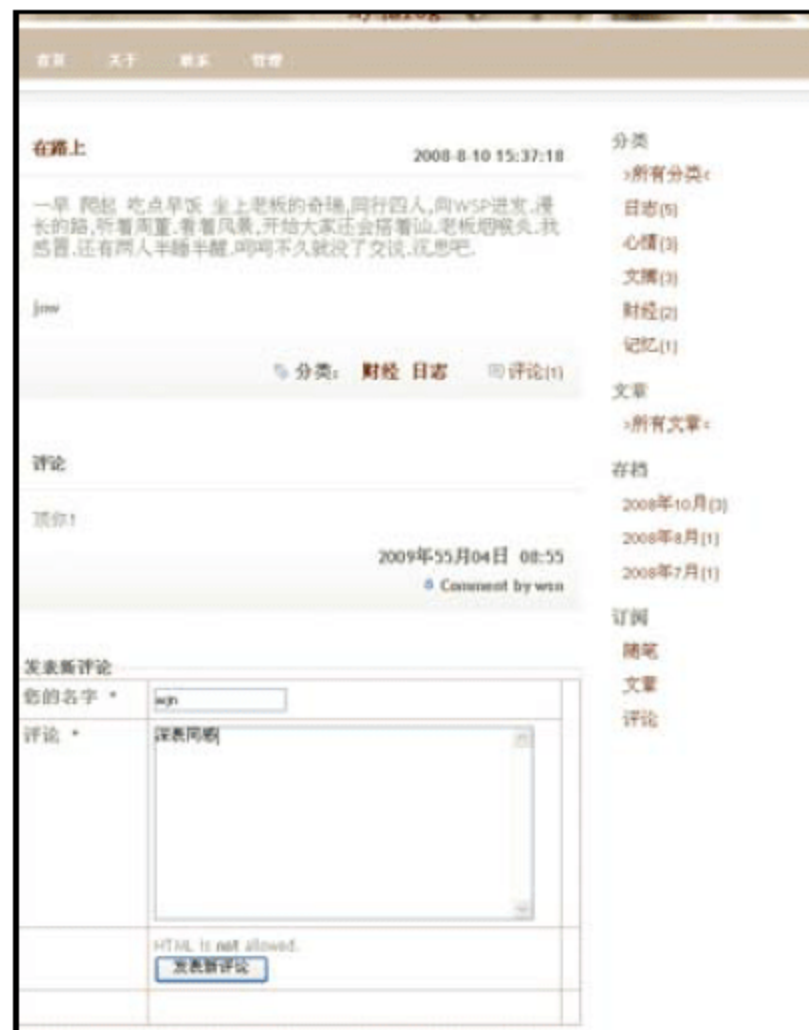 首页 关于 联系 管理
在路上
2008-8-10 15:37:18
一早 爬起 吃点早饭 坐上老板的奇瑞,同行四人,向WSP进发.漫
长的路,听着周董.看着风景,开始大家还会搭着讪.老板烟喉炎.我
感冒.还有两人半睡半醒.呵呵不久就没了交谈.沉思吧.
jow
分类: 财经 日志 评论(1)
评论
顶你!
2009年55月04日 08:55
Comment by wsn
发表新评论
您的名字 *
wjn
评论 *
深表同感
HTML is not allowed.
发表新评论
分类
>所有分类<
日志(5)
心情(3)
文摘(3)
财经(2)
记忆(1)
文章
>所有文章<
存档
2008年10月(3)
2008年8月(1)
2008年7月(1)
订阅
随笔
文章
评论